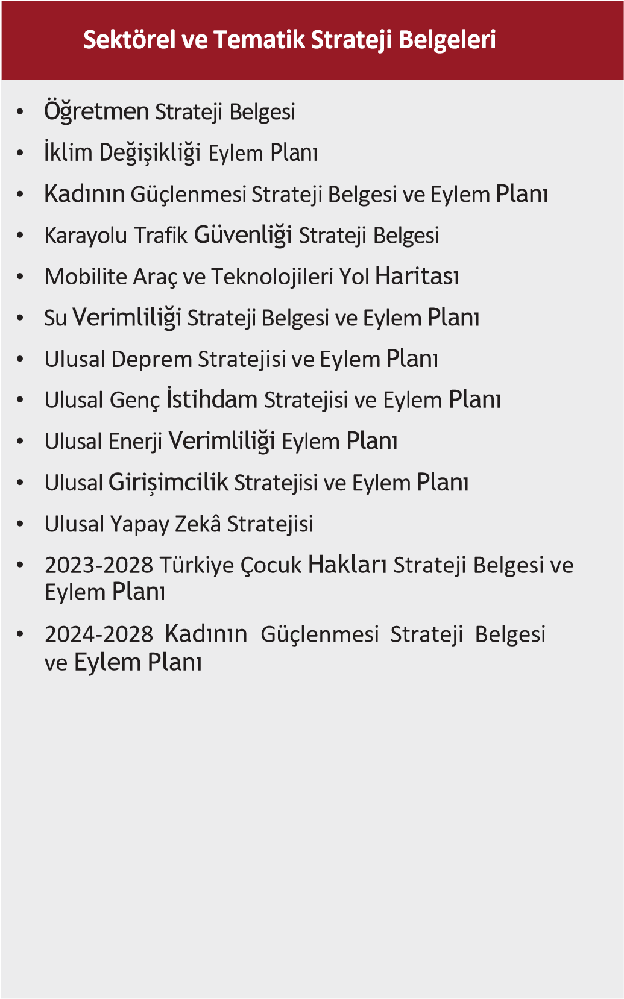 Sektörel ve Tematik Strateji Belgeleri
• Öğretmen Strateji Belgesi
• İklim Değişikliği Eylem Planı
• Kadının Güçlenmesi Strateji Belgesi ve Eylem Planı
• Karayolu Trafik Güvenliği Strateji Belgesi
• Mobilite Araç ve Teknolojileri Yol Haritası
• Su Verimliliği Strateji Belgesi ve Eylem Planı
• Ulusal Deprem Stratejisi ve Eylem Planı
• Ulusal Genç İstihdam Stratejisi ve Eylem Planı
• Ulusal Enerji Verimliliği Eylem Planı
• Ulusal Girişimcilik Stratejisi ve Eylem Planı
• Ulusal Yapay Zekâ Stratejisi
• 2023-2028 Türkiye Çocuk Hakları Strateji Belgesi ve
Eylem Planı
• 2024-2028 Kadının Güçlenmesi Strateji Belgesi
ve Eylem Planı